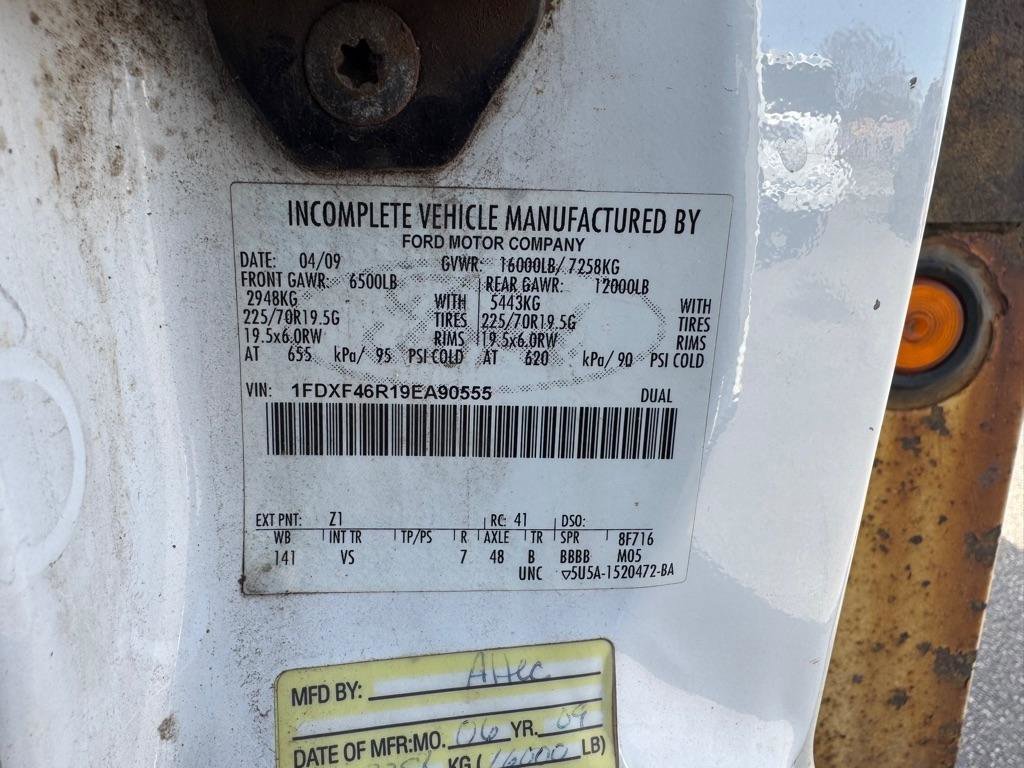 INCOMPLETE VEHICLE MANUFACTURED BY
FORD MOTOR COMPANY
DATE: 04/09 GVWR: 16000LB/ 7258KG
FRONT GAWR: 6500LB REAR GAWR: 12000LB
2948KG WITH 5443KG WITH
225/70R19.5G TIRES 225/70R19.5G TIRES
19.5x6.0RW RIMS 19.5x6.0RW RIMS
AT 655 kPa/ 95 PSI COLD AT 620 kPa/ 90 PSI COLD
VIN: 1FDXF46R19EA90555 DUAL
EXT PNT: Z1 RC: 41 DSO:
WB INT TR TP/PS R AXLE TR SPR 8F716
141 VS 7 48 B BBBB M05
UNC ▽5U5A-1520472-BA
MFD BY: Altec
DATE OF MFR:MO. 06 YR. 09
KG (16000 LB)